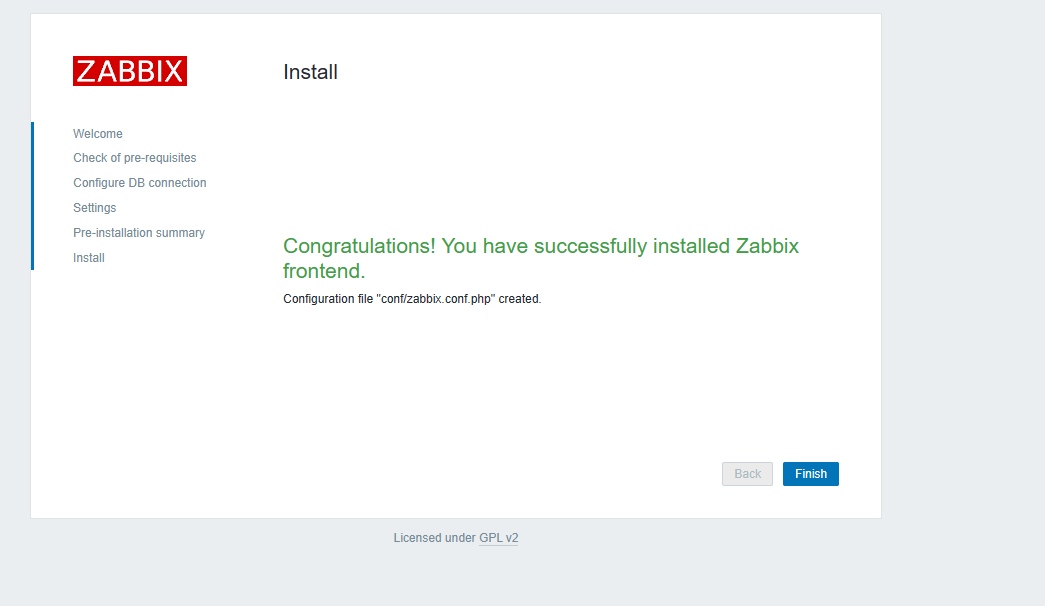 ZABBIX
Install
Welcome
Check of pre-requisites
Configure DB connection
Settings
Pre-installation summary
Install
Congratulations! You have successfully installed Zabbix
frontend.
Configuration file "conf/zabbix.conf.php" created.
Back
Finish
Licensed under GPL v2